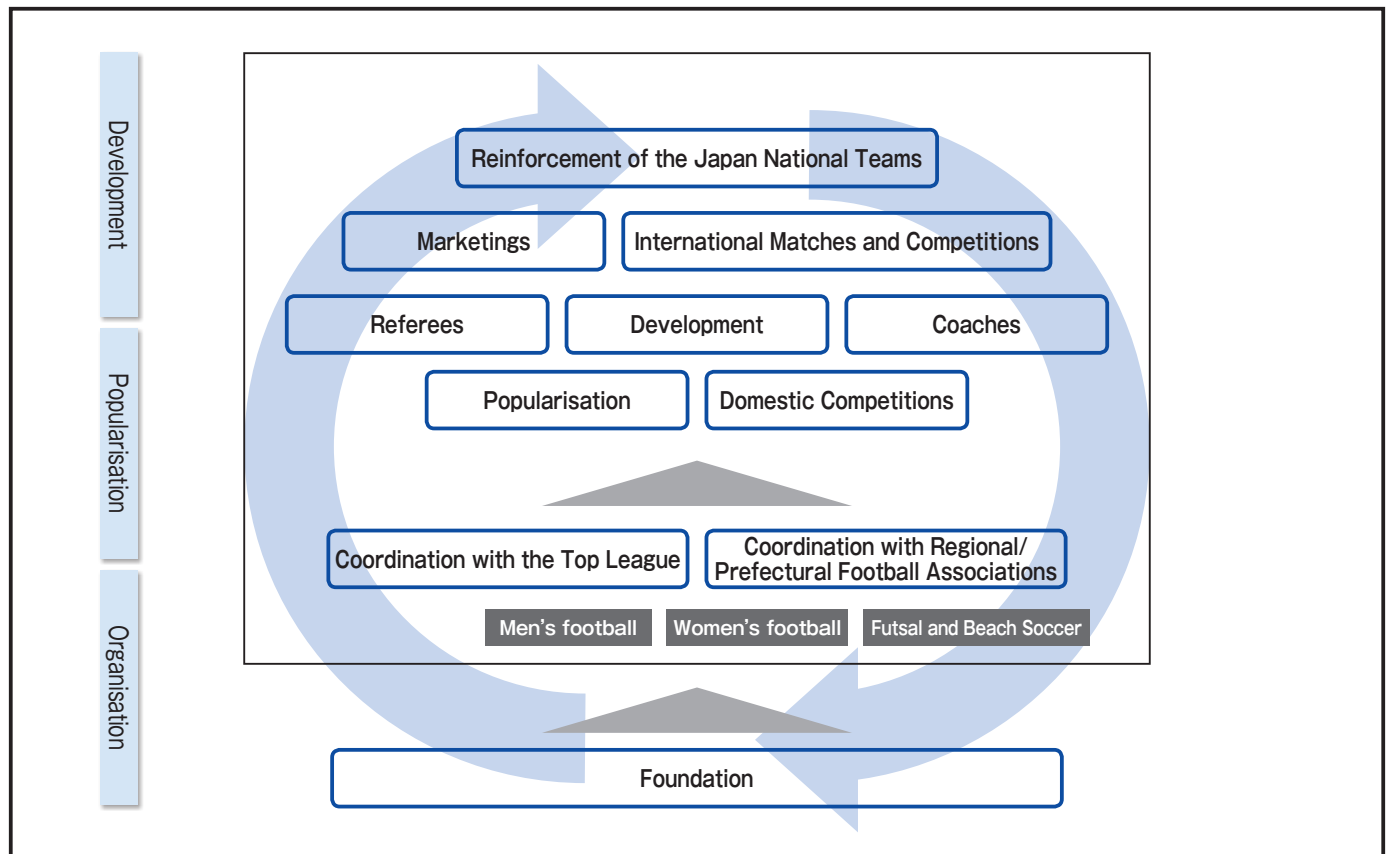 Development
Popularisation
Organisation
Reinforcement of the Japan National Teams
Marketings
International Matches and Competitions
Referees
Development
Coaches
Popularisation
Domestic Competitions
Coordination with the Top League
Coordination with Regional/
Prefectural Football Associations
Men's football
Women's football
Futsal and Beach Soccer
Foundation